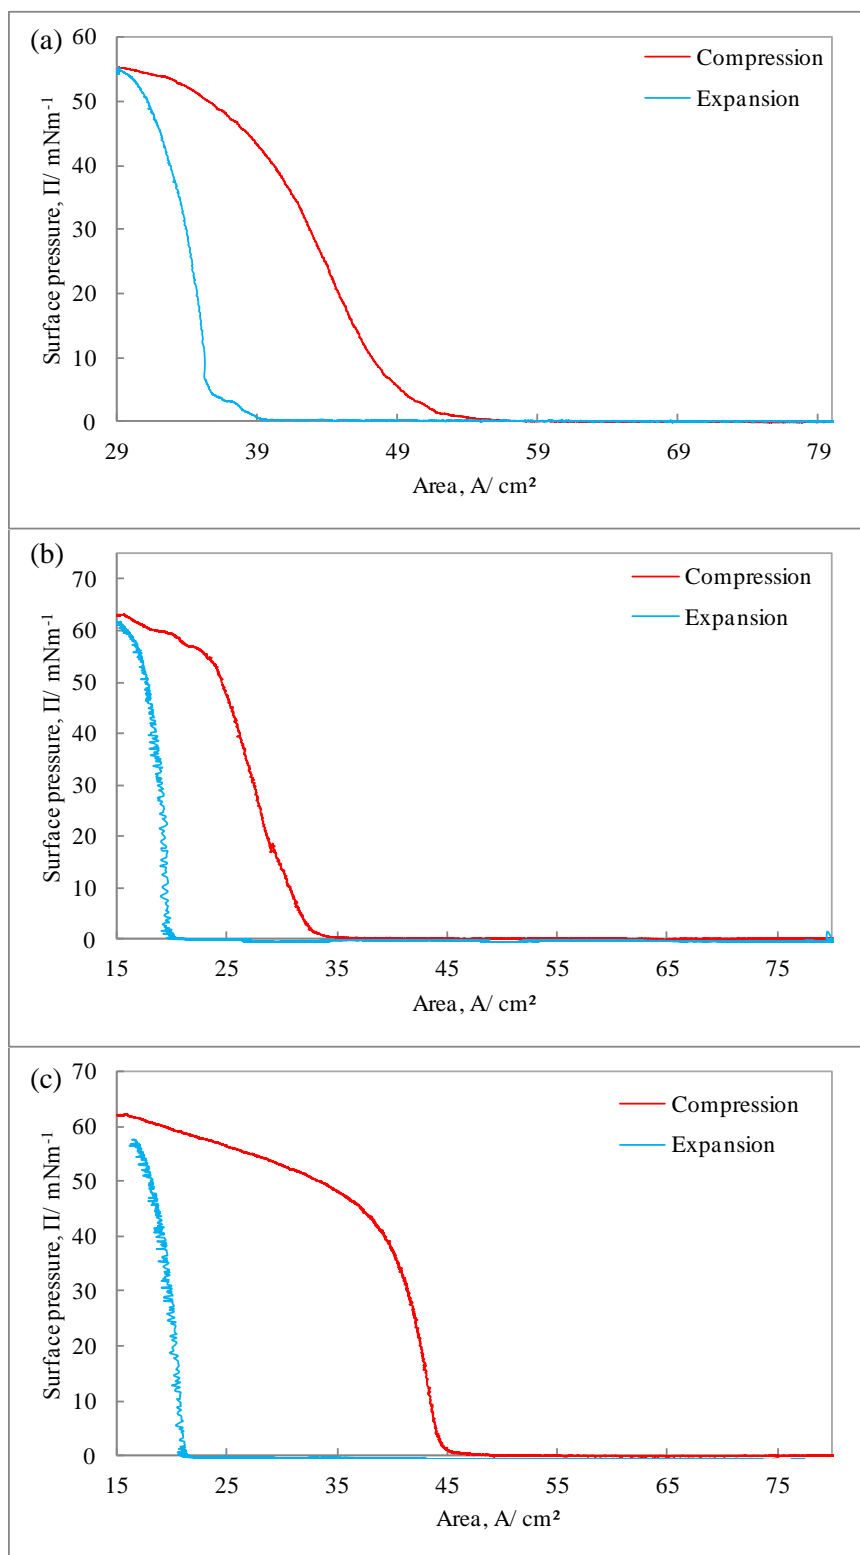 (a)
60
50
40
30
20
10
0
Surface pressure, Π/ mNm⁻¹
Compression
Expansion
29 39 49 59 69 79
Area, A/ cm²
(b)
70
60
50
40
30
20
10
0
Surface pressure, Π/ mNm⁻¹
Compression
Expansion
15 25 35 45 55 65 75
Area, A/ cm²
(c)
70
60
50
40
30
20
10
0
Surface pressure, Π/ mNm⁻¹
Compression
Expansion
15 25 35 45 55 65 75
Area, A/ cm²